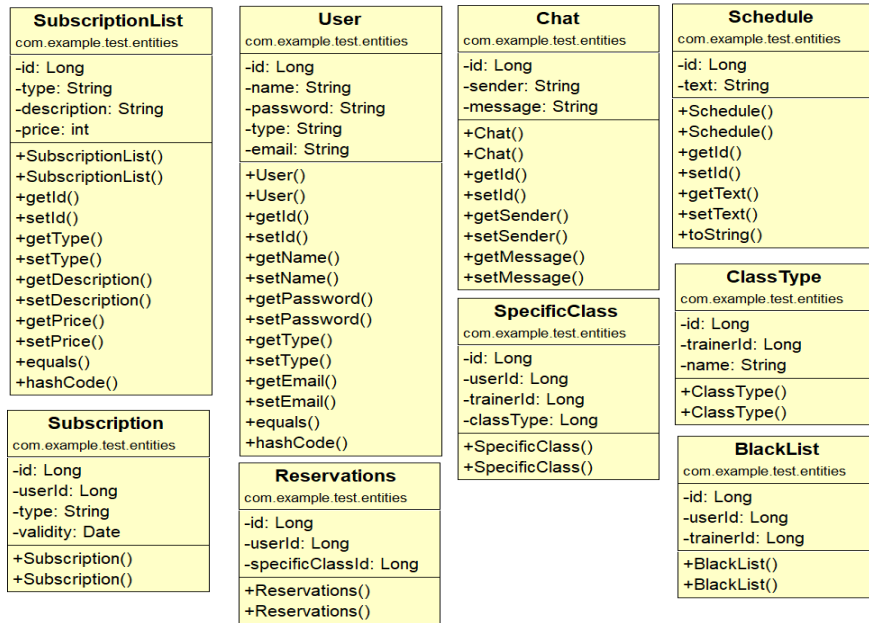 SubscriptionList
com.example.test.entities
-id: Long
-type: String
-description: String
-price: int
+SubscriptionList()
+SubscriptionList()
+getId()
+setId()
+getType()
+setType()
+getDescription()
+setDescription()
+getPrice()
+setPrice()
+equals()
+hashCode()
Subscription
com.example.test.entities
-id: Long
-userId: Long
-type: String
-validity: Date
+Subscription()
+Subscription()
User
com.example.test.entities
-id: Long
-name: String
-password: String
-type: String
-email: String
+User()
+User()
+getId()
+setId()
+getName()
+setName()
+getPassword()
+setPassword()
+getType()
+setType()
+getEmail()
+setEmail()
+equals()
+hashCode()
Reservations
com.example.test.entities
-id: Long
-userId: Long
-specificClassId: Long
+Reservations()
+Reservations()
Chat
com.example.test.entities
-id: Long
-sender: String
-message: String
+Chat()
+Chat()
+getId()
+setId()
+getSender()
+setSender()
+getMessage()
+setMessage()
SpecificClass
com.example.test.entities
-id: Long
-userId: Long
-trainerId: Long
-classType: Long
+SpecificClass()
+SpecificClass()
Schedule
com.example.test.entities
-id: Long
-text: String
+Schedule()
+Schedule()
+getId()
+setId()
+getText()
+setText()
+toString()
ClassType
com.example.test.entities
-id: Long
-trainerId: Long
-name: String
+ClassType()
+ClassType()
BlackList
com.example.test.entities
-id: Long
-userId: Long
-trainerId: Long
+BlackList()
+BlackList()